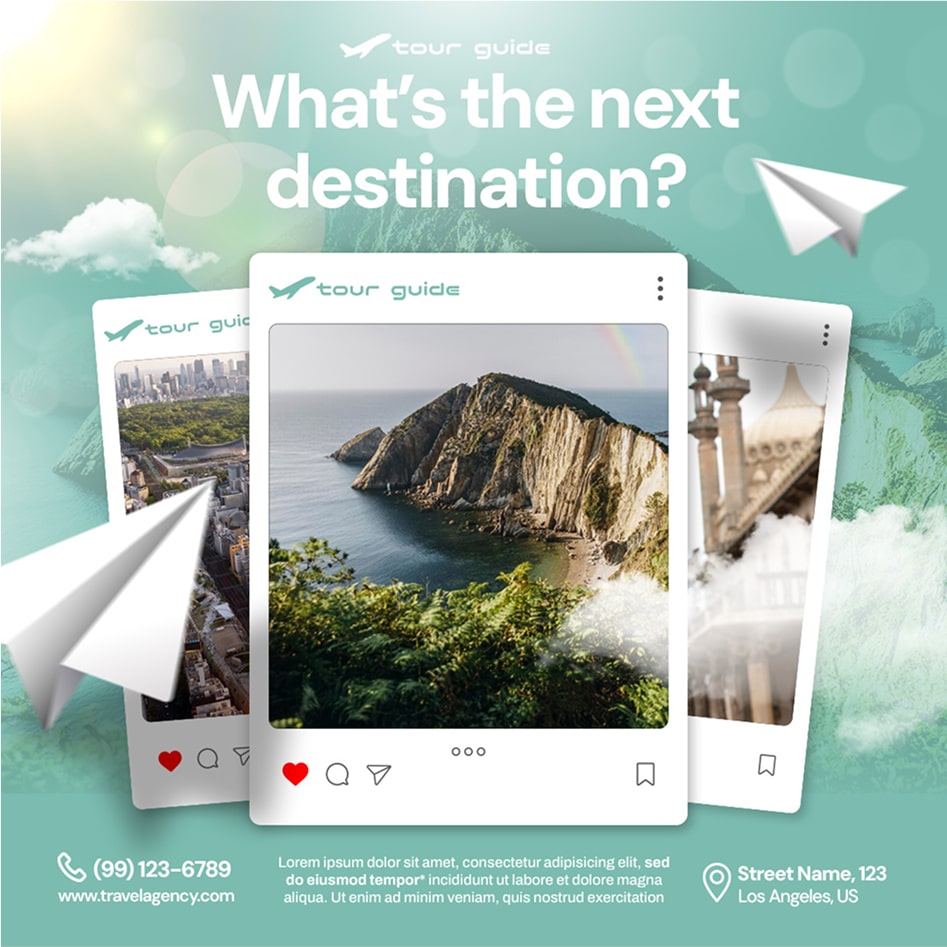 tour guide
What's the next
destination?
tour guide
tour guid
(99) 123-6789
www.travelagency.com
Lorem ipsum dolor sit amet, consectetur adipisicing elit, sed
do eiusmod tempor* incididunt ut labore et dolore magna
aliqua. Ut enim ad minim veniam, quis nostrud exercitation
Street Name, 123
Los Angeles, US